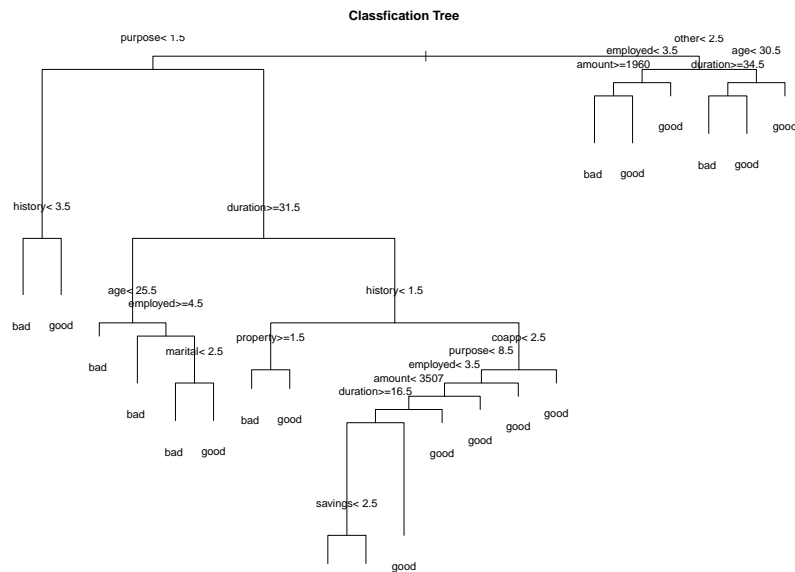 Classfication Tree
purpose< 1.5
other< 2.5
employed< 3.5
age< 30.5
amount>=1960
duration>=34.5
good
good
bad
good
bad
good
history< 3.5
duration>=31.5
age< 25.5
history< 1.5
employed>=4.5
bad
good
property>=1.5
coapp< 2.5
marital< 2.5
purpose< 8.5
bad
employed< 3.5
amount< 3507
duration>=16.5
bad
bad
good
good
good
good
bad
good
good
savings< 2.5
good